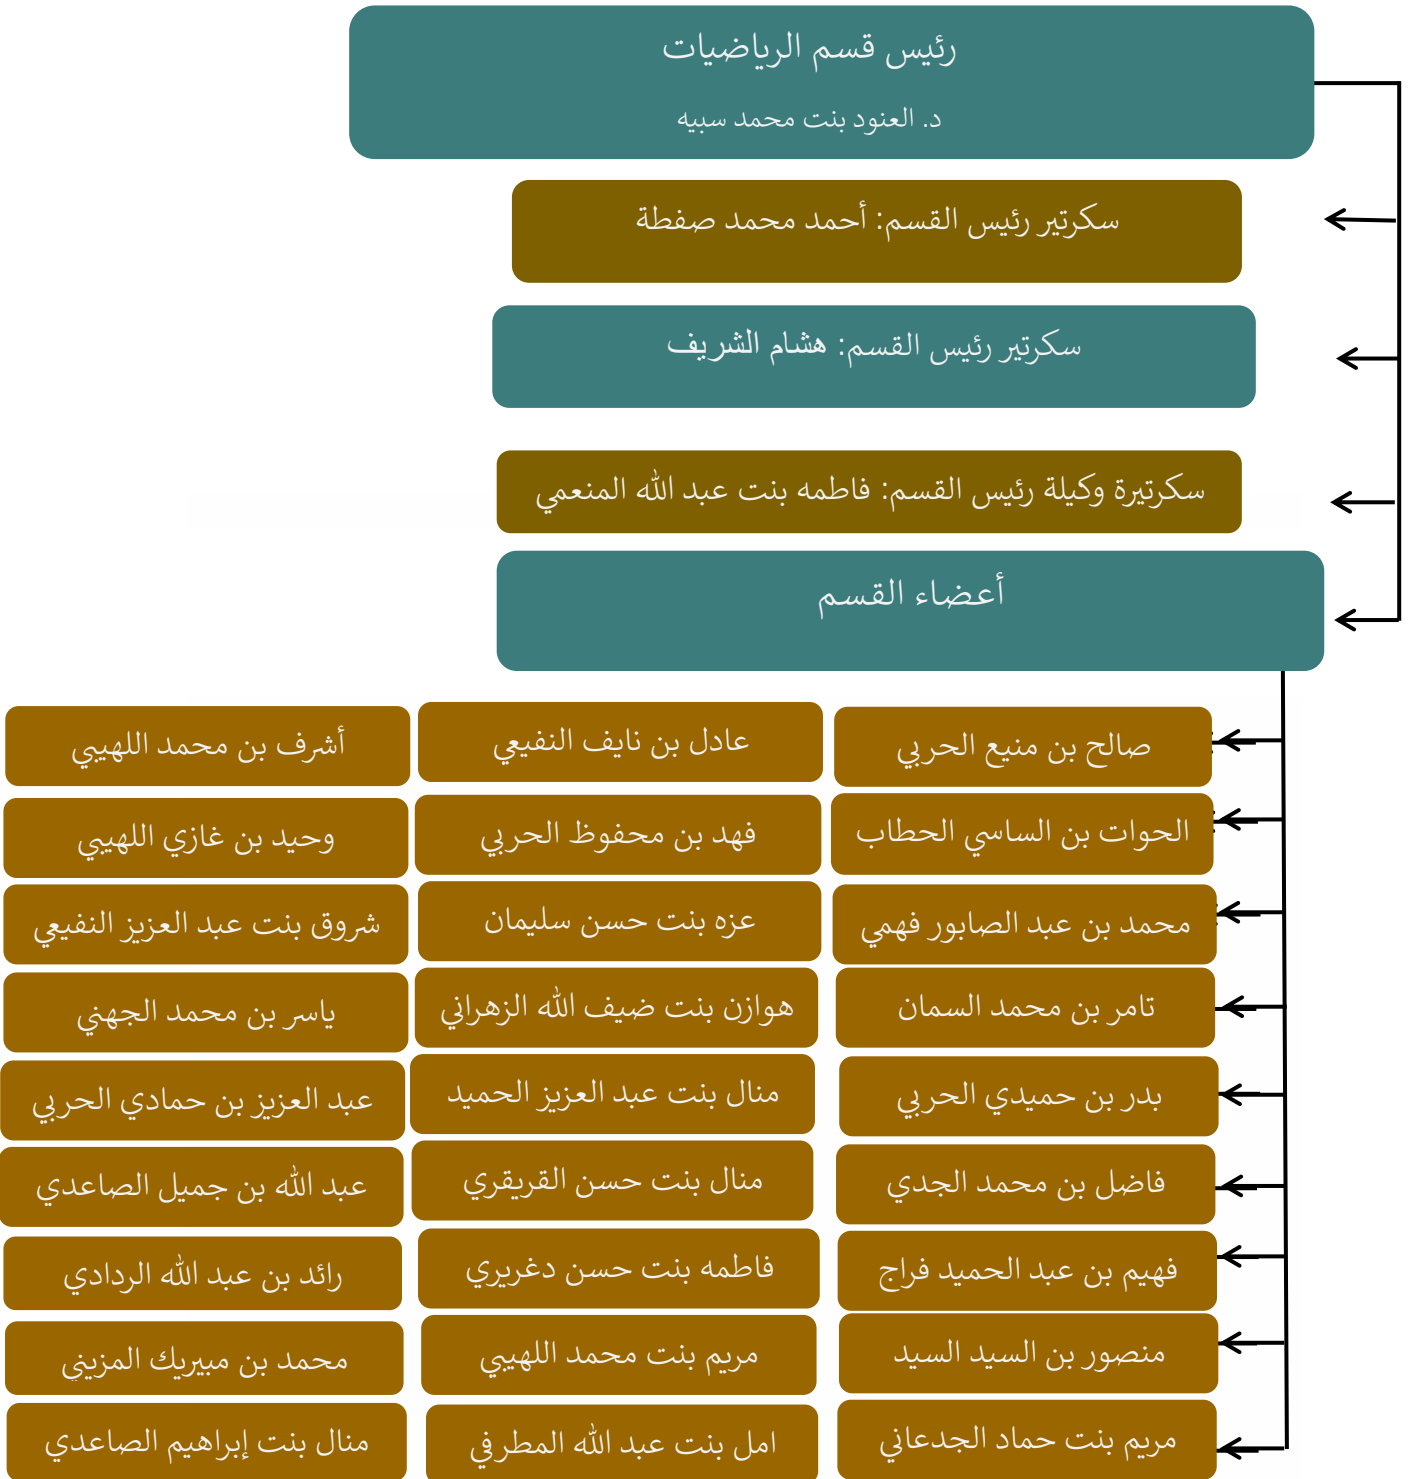 رئيس قسم الرياضيات
د. العنود بنت محمد سبيه
سكرتير رئيس القسم: أحمد محمد صفطة
سكرتير رئيس القسم: هشام الشريف
سكرتيرة وكيلة رئيس القسم: فاطمه بنت عبد الله المنعمي
أعضاء القسم
صالح بن منيع الحربي
عادل بن نايف النفيعي
أشرف بن محمد اللهيبي
الحوات بن الساسي الحطاب
فهد بن محفوظ الحربي
وحيد بن غازي اللهيبي
محمد بن عبد الصابور فهمي
عزه بنت حسن سليمان
شروق بنت عبد العزيز النفيعي
تامر بن محمد السمان
هوازن بنت ضيف الله الزهراني
ياسر بن محمد الجهني
بدر بن حميدي الحربي
منال بنت عبد العزيز الحميد
عبد العزيز بن حمادي الحربي
فاضل بن محمد الجدي
منال بنت حسن القريقري
عبد الله بن جميل الصاعدي
فهيم بن عبد الحميد فراج
فاطمه بنت حسن دغريري
رائد بن عبد الله الردادي
منصور بن السيد السيد
مريم بنت محمد اللهيبي
محمد بن مبيريك المزيني
مريم بنت حماد الجدعاني
امل بنت عبد الله المطرفي
منال بنت إبراهيم الصاعدي